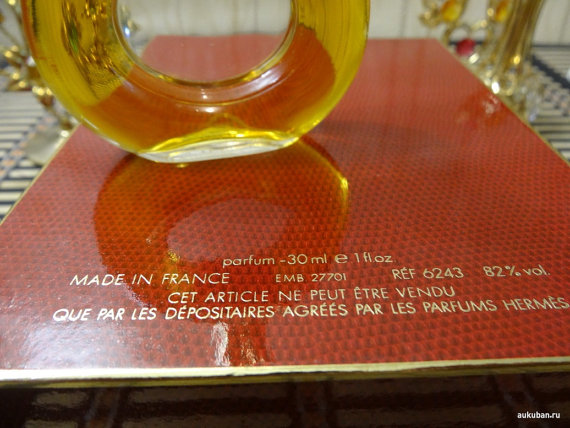 parfum - 30 ml e 1 fl.oz.
MADE IN FRANCE EMB. 27701 RÉF 6243 82% vol.
CET ARTICLE NE PEUT ÊTRE VENDU
QUE PAR LES DÉPOSITAIRES AGRÉÉS PAR LES PARFUMS HERMÈS
aukuban.ru